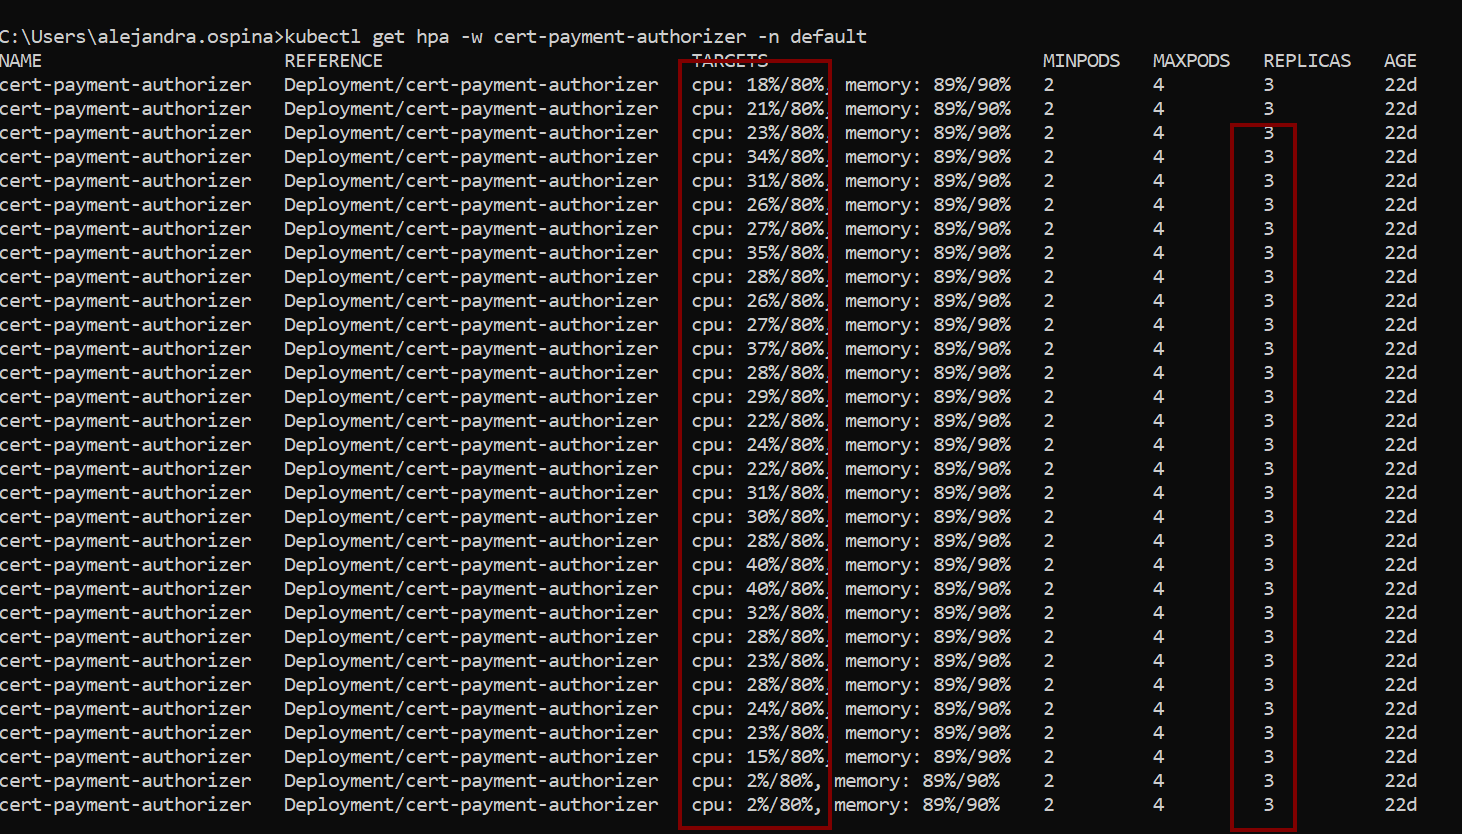 C:\Users\alejandra.ospina>kubectl get hpa -w cert-payment-authorizer -n default
NAME REFERENCE TARGETS MINPODS MAXPODS REPLICAS AGE
cert-payment-authorizer Deployment/cert-payment-authorizer cpu: 18%/80%, memory: 89%/90% 2 4 3 22d
cert-payment-authorizer Deployment/cert-payment-authorizer cpu: 21%/80%, memory: 89%/90% 2 4 3 22d
cert-payment-authorizer Deployment/cert-payment-authorizer cpu: 23%/80%, memory: 89%/90% 2 4 3 22d
cert-payment-authorizer Deployment/cert-payment-authorizer cpu: 34%/80%, memory: 89%/90% 2 4 3 22d
cert-payment-authorizer Deployment/cert-payment-authorizer cpu: 31%/80%, memory: 89%/90% 2 4 3 22d
cert-payment-authorizer Deployment/cert-payment-authorizer cpu: 26%/80%, memory: 89%/90% 2 4 3 22d
cert-payment-authorizer Deployment/cert-payment-authorizer cpu: 27%/80%, memory: 89%/90% 2 4 3 22d
cert-payment-authorizer Deployment/cert-payment-authorizer cpu: 35%/80%, memory: 89%/90% 2 4 3 22d
cert-payment-authorizer Deployment/cert-payment-authorizer cpu: 28%/80%, memory: 89%/90% 2 4 3 22d
cert-payment-authorizer Deployment/cert-payment-authorizer cpu: 26%/80%, memory: 89%/90% 2 4 3 22d
cert-payment-authorizer Deployment/cert-payment-authorizer cpu: 27%/80%, memory: 89%/90% 2 4 3 22d
cert-payment-authorizer Deployment/cert-payment-authorizer cpu: 37%/80%, memory: 89%/90% 2 4 3 22d
cert-payment-authorizer Deployment/cert-payment-authorizer cpu: 28%/80%, memory: 89%/90% 2 4 3 22d
cert-payment-authorizer Deployment/cert-payment-authorizer cpu: 29%/80%, memory: 89%/90% 2 4 3 22d
cert-payment-authorizer Deployment/cert-payment-authorizer cpu: 22%/80%, memory: 89%/90% 2 4 3 22d
cert-payment-authorizer Deployment/cert-payment-authorizer cpu: 24%/80%, memory: 89%/90% 2 4 3 22d
cert-payment-authorizer Deployment/cert-payment-authorizer cpu: 22%/80%, memory: 89%/90% 2 4 3 22d
cert-payment-authorizer Deployment/cert-payment-authorizer cpu: 31%/80%, memory: 89%/90% 2 4 3 22d
cert-payment-authorizer Deployment/cert-payment-authorizer cpu: 30%/80%, memory: 89%/90% 2 4 3 22d
cert-payment-authorizer Deployment/cert-payment-authorizer cpu: 28%/80%, memory: 89%/90% 2 4 3 22d
cert-payment-authorizer Deployment/cert-payment-authorizer cpu: 40%/80%, memory: 89%/90% 2 4 3 22d
cert-payment-authorizer Deployment/cert-payment-authorizer cpu: 40%/80%, memory: 89%/90% 2 4 3 22d
cert-payment-authorizer Deployment/cert-payment-authorizer cpu: 32%/80%, memory: 89%/90% 2 4 3 22d
cert-payment-authorizer Deployment/cert-payment-authorizer cpu: 28%/80%, memory: 89%/90% 2 4 3 22d
cert-payment-authorizer Deployment/cert-payment-authorizer cpu: 23%/80%, memory: 89%/90% 2 4 3 22d
cert-payment-authorizer Deployment/cert-payment-authorizer cpu: 28%/80%, memory: 89%/90% 2 4 3 22d
cert-payment-authorizer Deployment/cert-payment-authorizer cpu: 24%/80%, memory: 89%/90% 2 4 3 22d
cert-payment-authorizer Deployment/cert-payment-authorizer cpu: 23%/80%, memory: 89%/90% 2 4 3 22d
cert-payment-authorizer Deployment/cert-payment-authorizer cpu: 15%/80%, memory: 89%/90% 2 4 3 22d
cert-payment-authorizer Deployment/cert-payment-authorizer cpu: 2%/80%, memory: 89%/90% 2 4 3 22d
cert-payment-authorizer Deployment/cert-payment-authorizer cpu: 2%/80%, memory: 89%/90% 2 4 3 22d